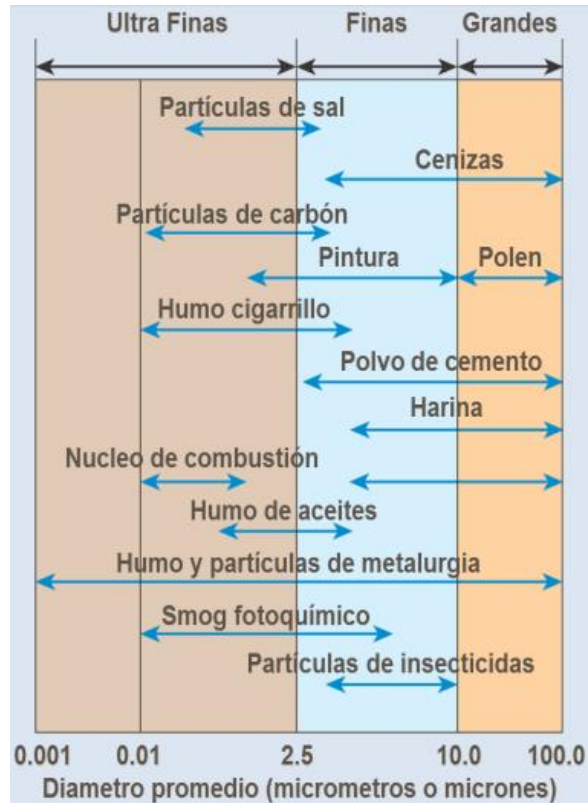 Ultra Finas Finas Grandes
Partículas de sal
Cenizas
Partículas de carbón
Pintura Polen
Humo cigarrillo
Polvo de cemento
Harina
Nucleo de combustión
Humo de aceites
Humo y partículas de metalurgia
Smog fotoquímico
Partículas de insecticidas
0.001 0.01 2.5 10.0 100.0
Diametro promedio (micrometros o micrones)